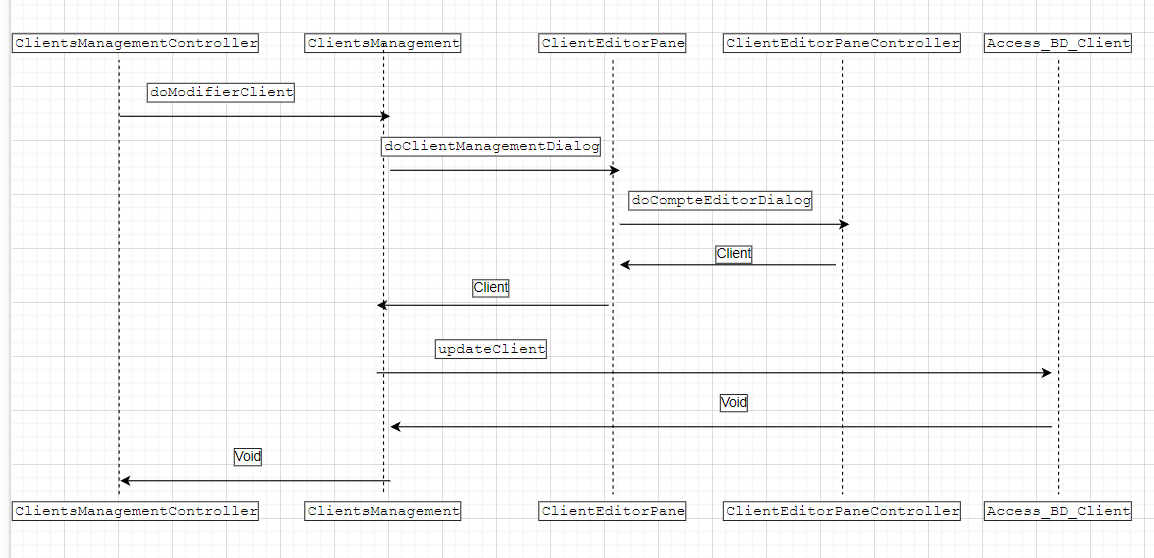 ClientsManagementController ClientsManagement ClientEditorPane ClientEditorPaneController Access_BD_Client
doModifierClient
doClientManagementDialog
doCompteEditorDialog
Client
Client
updateClient
Void
Void
ClientsManagementController ClientsManagement ClientEditorPane ClientEditorPaneController Access_BD_Client